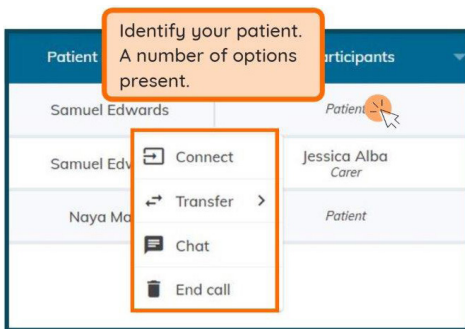 Identify your patient.
A number of options
present.
Patient
articipants
Samuel Edwards
Patient
Samuel Edw
Jessica Alba
Carer
Naya Ma
Patient
Connect
Transfer >
Chat
End call